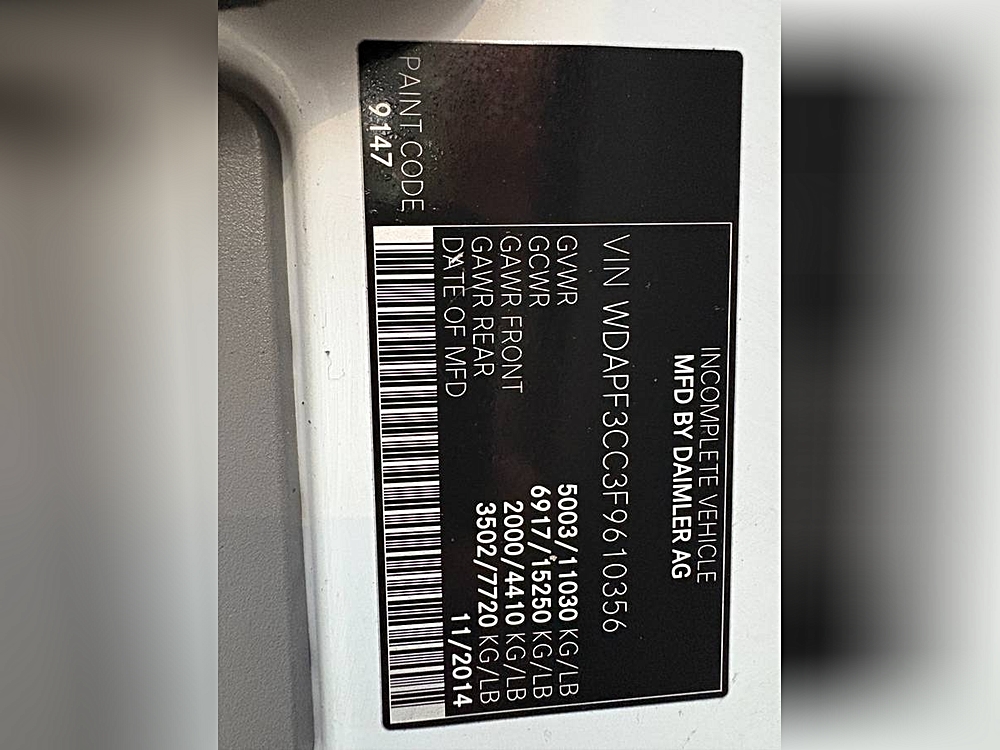 INCOMPLETE VEHICLE
MFD BY DAIMLER AG
VIN WDAPF3CC3F9610356
GVWR 5003/11030 KG/LB
GCWR 6917/15250 KG/LB
GAWR FRONT 2000/4410 KG/LB
GAWR REAR 3502/7720 KG/LB
DATE OF MFD 11/2014
PAINT CODE
9147